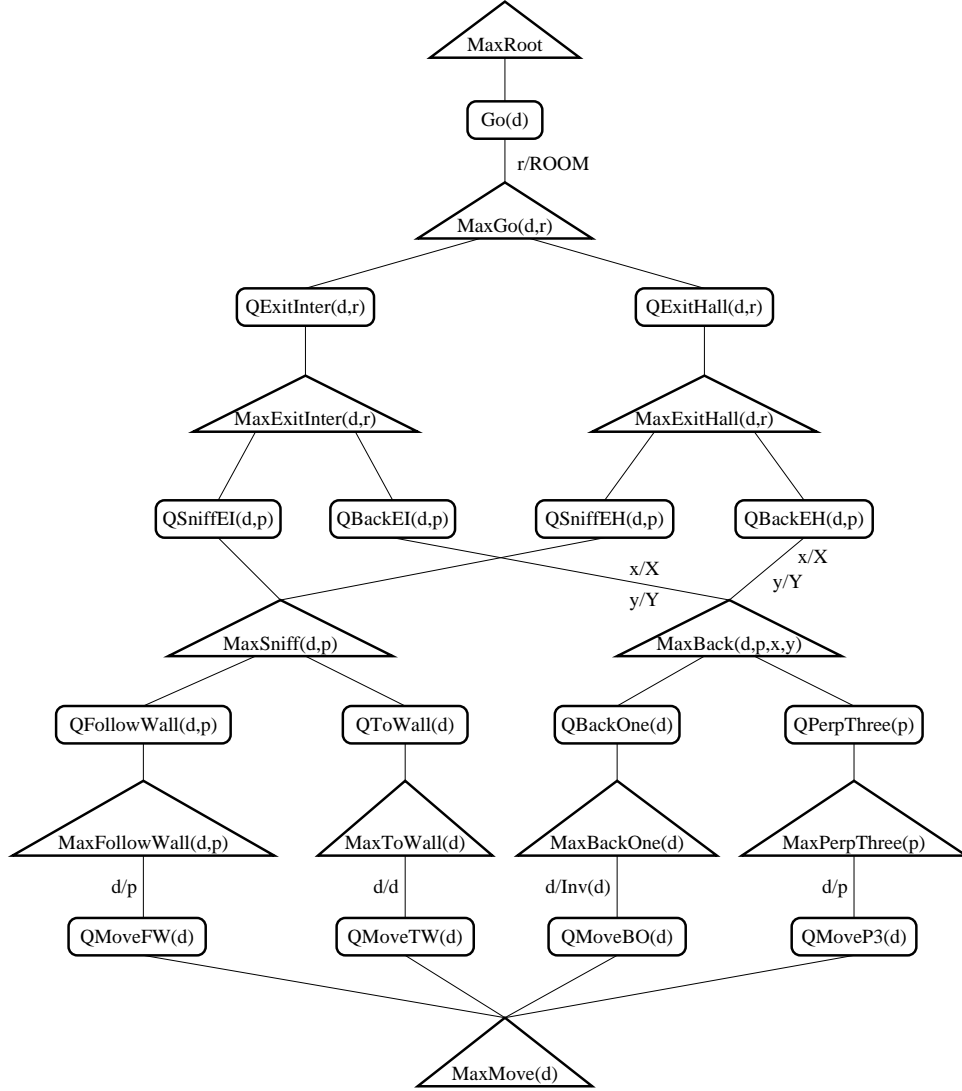 MaxRoot
Go(d)
r/ROOM
MaxGo(d,r)
QExitInter(d,r)
QExitHall(d,r)
MaxExitInter(d,r)
MaxExitHall(d,r)
QSniffEI(d,p)
QBackEI(d,p)
QSniffEH(d,p)
QBackEH(d,p)
x/X
y/Y
x/X
y/Y
MaxSniff(d,p)
MaxBack(d,p,x,y)
QFollowWall(d,p)
QToWall(d)
QBackOne(d)
QPerpThree(p)
MaxFollowWall(d,p)
MaxToWall(d)
MaxBackOne(d)
MaxPerpThree(p)
d/p
d/d
d/Inv(d)
d/p
QMoveFW(d)
QMoveTW(d)
QMoveBO(d)
QMoveP3(d)
MaxMove(d)